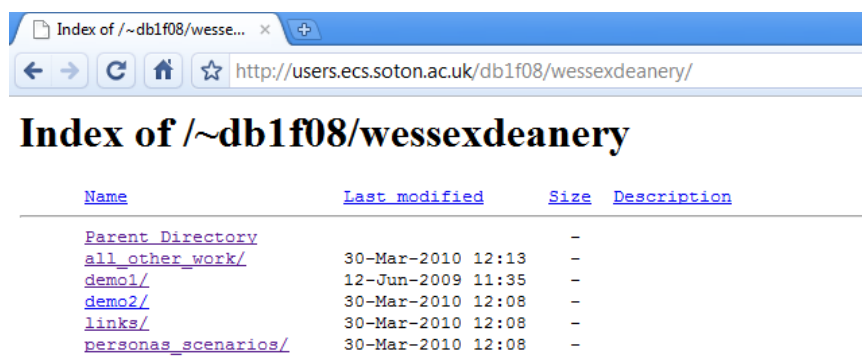 Index of /~db1f08/wesse...
http://users.ecs.soton.ac.uk/db1f08/wessexdeanery/
Index of /~db1f08/wessexdeanery
Name Last modified Size Description
Parent Directory -
all_other_work/ 30-Mar-2010 12:13 -
demo1/ 12-Jun-2009 11:35 -
demo2/ 30-Mar-2010 12:08 -
links/ 30-Mar-2010 12:08 -
personas_scenarios/ 30-Mar-2010 12:08 -